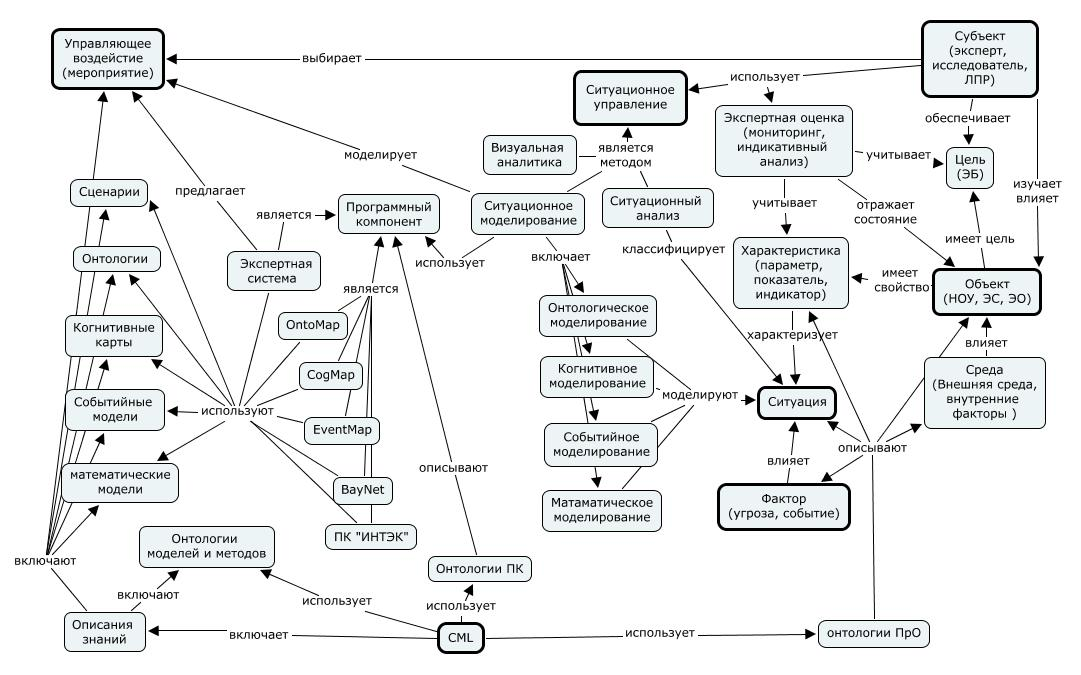 Управляющее
воздейстие
(мероприятие)
выбирает
Субъект
(эксперт,
исследователь,
ЛПР)
использует
Ситуационное
управление
Экспертная оценка
(мониторинг,
индикативный
анализ)
обеспечивает
Визуальная
аналитика
является
методом
моделирует
учитывает
Цель
(ЭБ)
изучает
влияет
Сценарии
предлагает
Программный
компонент
является
Ситуационное
моделирование
Ситуационный
анализ
учитывает
отражает
состояние
имеет цель
Онтологии
Экспертная
система
использует
включает
классифицирует
Характеристика
(параметр,
показатель,
индикатор)
имеет
свойство
Объект
(НОУ, ЭС, ЭО)
является
Онтологическое
моделирование
OntoMap
Когнитивные
карты
характеризует
влияет
CogMap
Когнитивное
моделирование
Среда
(Внешняя среда,
внутренние
факторы )
Событийные
модели
используют
моделируют
Ситуация
EventMap
Событийное
моделирование
описывают
описывают
влияет
математические
модели
BayNet
Матаматическое
моделирование
Фактор
(угроза, событие)
ПК "ИНТЭК"
Онтологии
моделей и методов
включают
Онтологии ПК
включают
использует
использует
Описания
знаний
включает
CML
использует
онтологии ПрО